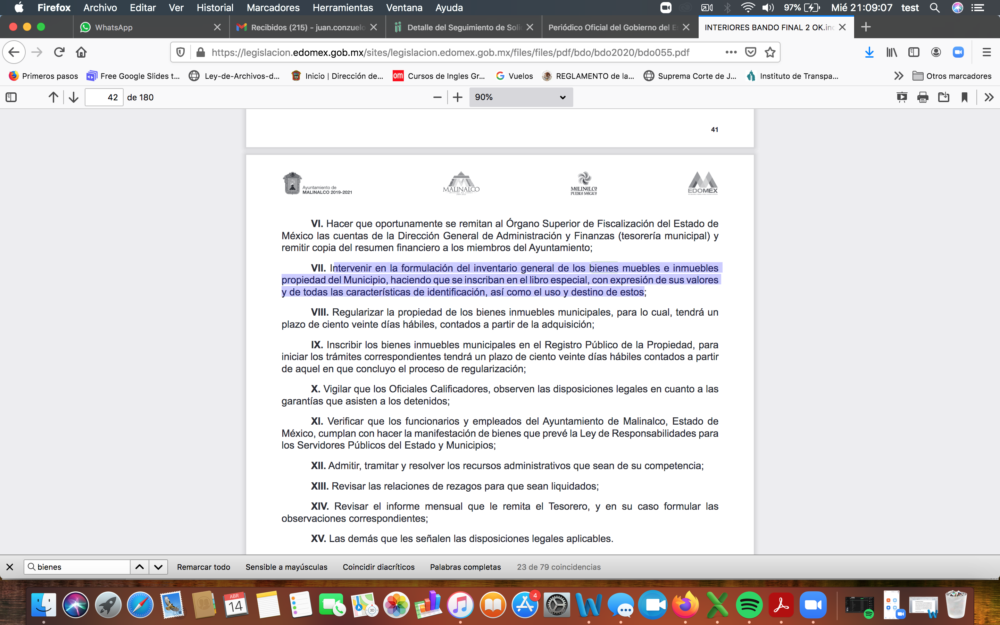 Firefox Archivo Editar Ver Historial Marcadores Herramientas Ventana Ayuda 97% Mié 21:09:07 test
WhatsApp Recibidos (215) - juan.conzuelo Detalle del Seguimiento de Soli Periódico Oficial del Gobierno del E INTERIORES BANDO FINAL 2 OK.inc
https://legislacion.edomex.gob.mx/sites/legislacion.edomex.gob.mx/files/files/pdf/bdo/bdo2020/bdo055.pdf
Primeros pasos Free Google Slides t... Ley-de-Archivos-d... Inicio | Dirección de... om Cursos de Ingles Gr... Vuelos REGLAMENTO de la... Suprema Corte de J... Instituto de Transpa... Otros marcadores
42 de 180 90%
41
Ayuntamiento de
MALINALCO 2019-2021
MALINALCO
MALINALCO
PUEBLO MÁGICO
EDOMÉX
VI. Hacer que oportunamente se remitan al Órgano Superior de Fiscalización del Estado de
México las cuentas de la Dirección General de Administración y Finanzas (tesorería municipal) y
remitir copia del resumen financiero a los miembros del Ayuntamiento;
VII. Intervenir en la formulación del inventario general de los bienes muebles e inmuebles
propiedad del Municipio, haciendo que se inscriban en el libro especial, con expresión de sus valores
y de todas las características de identificación, así como el uso y destino de estos;
VIII. Regularizar la propiedad de los bienes inmuebles municipales, para lo cual, tendrá un
plazo de ciento veinte días hábiles, contados a partir de la adquisición;
IX. Inscribir los bienes inmuebles municipales en el Registro Público de la Propiedad, para
iniciar los trámites correspondientes tendrá un plazo de ciento veinte días hábiles contados a partir
de aquel en que concluyo el proceso de regularización;
X. Vigilar que los Oficiales Calificadores, observen las disposiciones legales en cuanto a las
garantías que asisten a los detenidos;
XI. Verificar que los funcionarios y empleados del Ayuntamiento de Malinalco, Estado de
México, cumplan con hacer la manifestación de bienes que prevé la Ley de Responsabilidades para
los Servidores Públicos del Estado y Municipios;
XII. Admitir, tramitar y resolver los recursos administrativos que sean de su competencia;
XIII. Revisar las relaciones de rezagos para que sean liquidados;
XIV. Revisar el informe mensual que le remita el Tesorero, y en su caso formular las
observaciones correspondientes;
XV. Las demás que les señalen las disposiciones legales aplicables.
bienes Remarcar todo Sensible a mayúsculas Coincidir diacríticos Palabras completas 23 de 79 coincidencias
ABR
14
3D
4